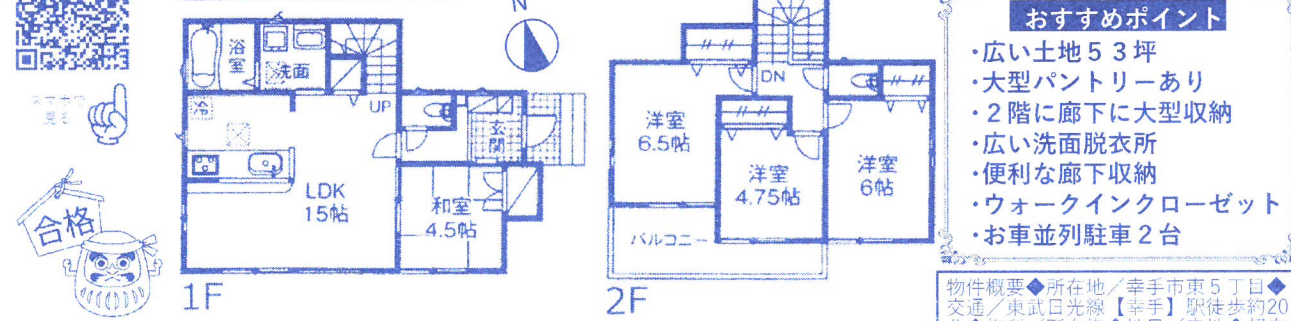 スマホで
見る
合格
浴室
洗面
冷
UP
玄関
LDK
15帖
和室
4.5帖
1F
N
DN
洋室
6.5帖
洋室
4.75帖
洋室
6帖
バルコニー
2F
おすすめポイント
・広い土地53坪
・大型パントリーあり
・2階に廊下に大型収納
・広い洗面脱衣所
・便利な廊下収納
・ウォークインクローゼット
・お車並列駐車2台
物件概要◆所在地／幸手市東5丁目◆
交通／東武日光線【幸手】駅徒歩約20